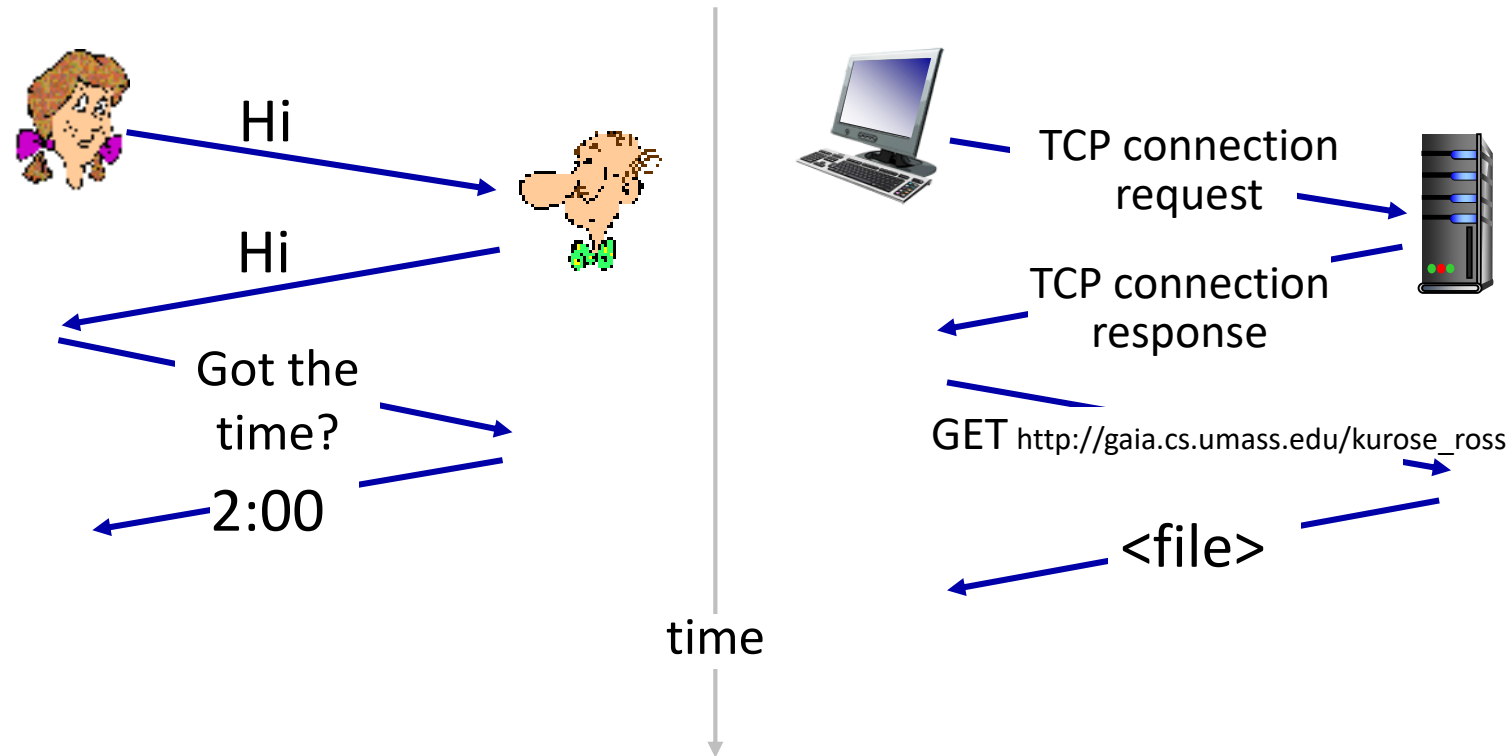 Hi
Hi
Got the
time?
2:00
time
TCP connection
request
TCP connection
response
GET http://gaia.cs.umass.edu/kurose_ross
<file>